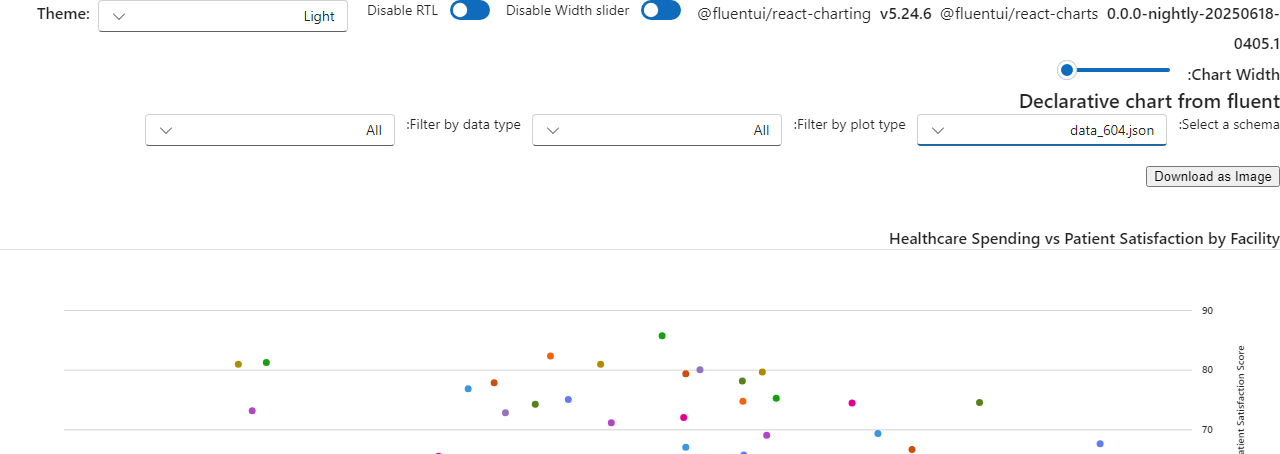 Theme: Light Disable RTL Disable Width slider @fluentui/react-charting v5.24.6 @fluentui/react-charts 0.0.0-nightly-20250618-
0405.1
:Chart Width
Declarative chart from fluent
:Select a schema data_604.json :Filter by plot type All :Filter by data type All
Download as Image
Healthcare Spending vs Patient Satisfaction by Facility
90
80
70
Satisfaction Score